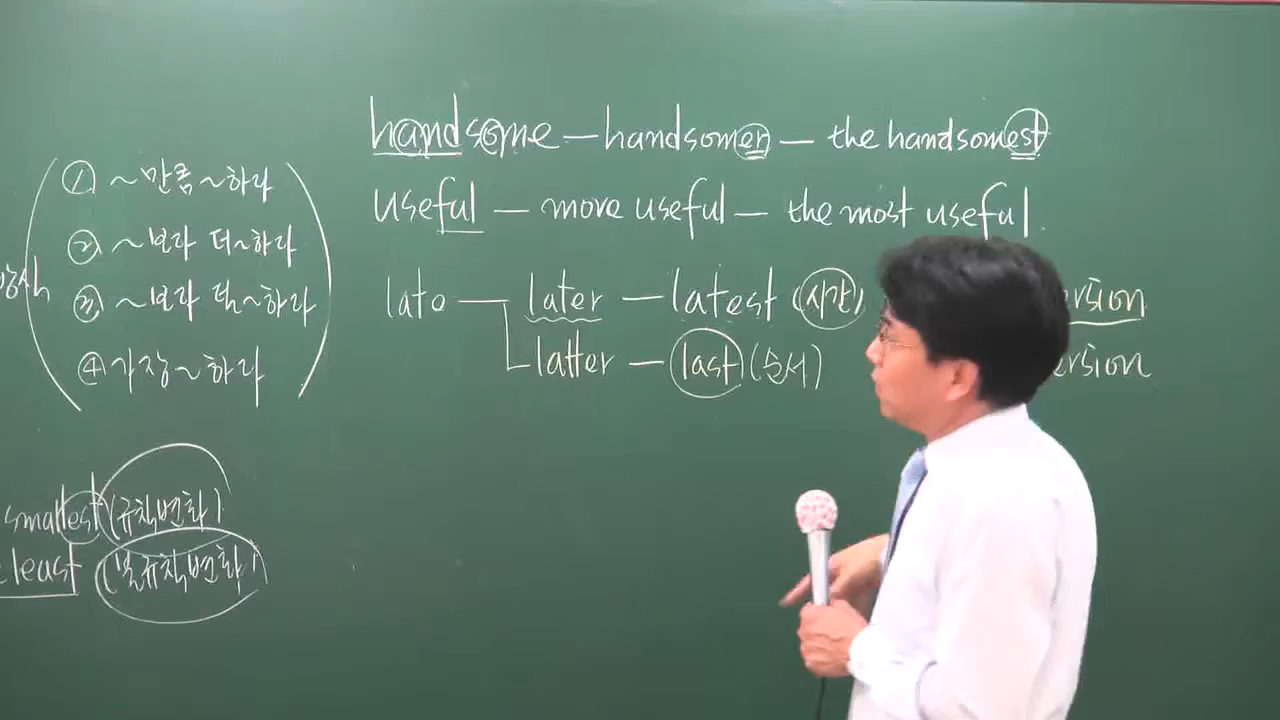 handsome — handsomer — the handsomest
useful — more useful — the most useful.
late — later — latest (시간) ersion
latter — last (순서) ersion
① ~만큼 ~하다
② ~보다 더~하다
③ ~보다 덜~하다
④ 가장~하다
smallest (규칙변화)
least (불규칙변화)